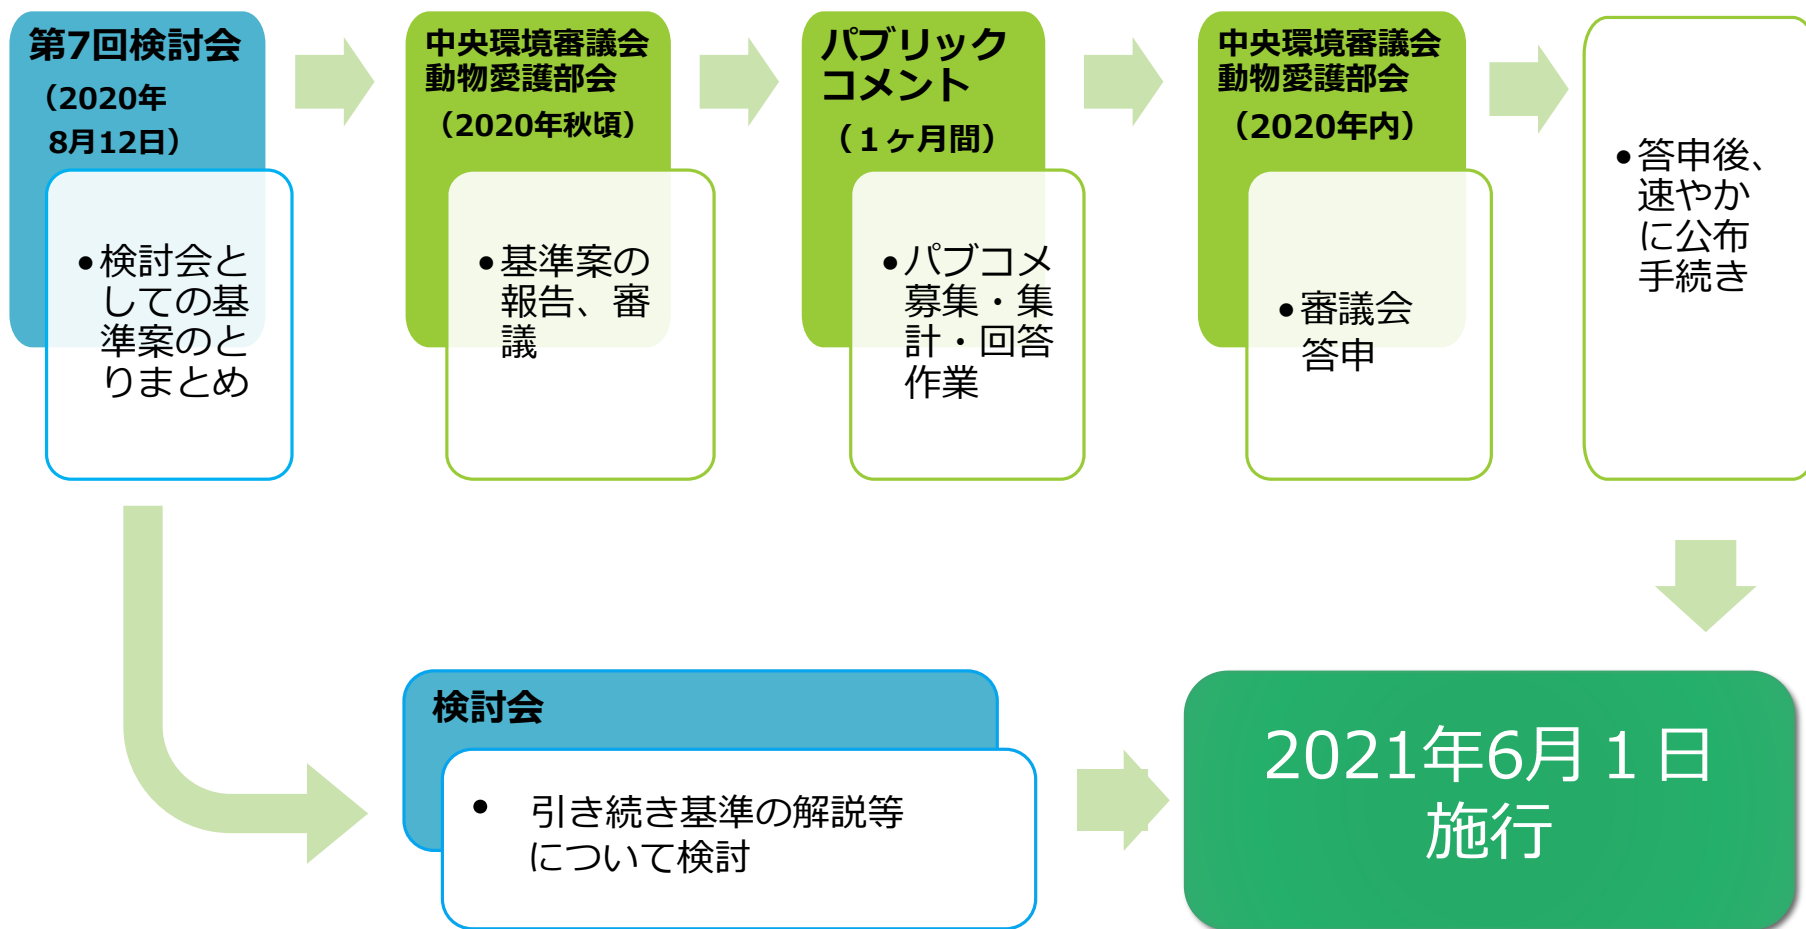 第7回検討会
（2020年
8月12日）
•検討会と
しての基
準案のと
りまとめ
中央環境審議会
動物愛護部会
（2020年秋頃）
•基準案の
報告、審
議
パブリック
コメント
（１ヶ月間）
•パブコメ
募集・集
計・回答
作業
中央環境審議会
動物愛護部会
（2020年内）
•審議会
答申
•答申後、
速やか
に公布
手続き
検討会
• 引き続き基準の解説等
について検討
2021年6月１日
施行